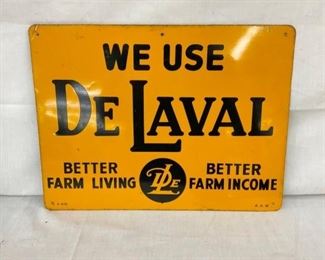 WE USE
DE LAVAL
BETTER BETTER
FARM LIVING FARM INCOME